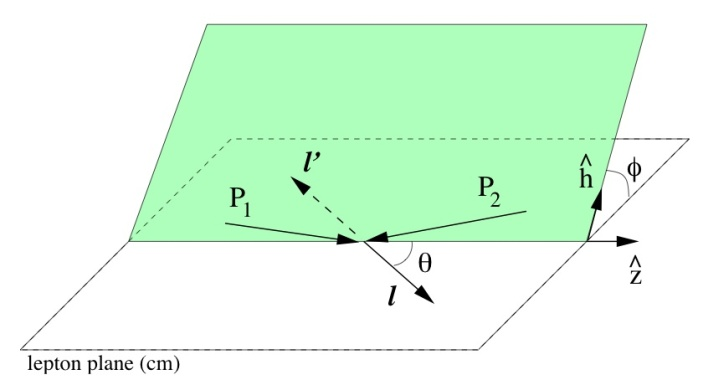 l’
P₁
P₂
ĥ
ϕ
θ
ẑ
l
lepton plane (cm)